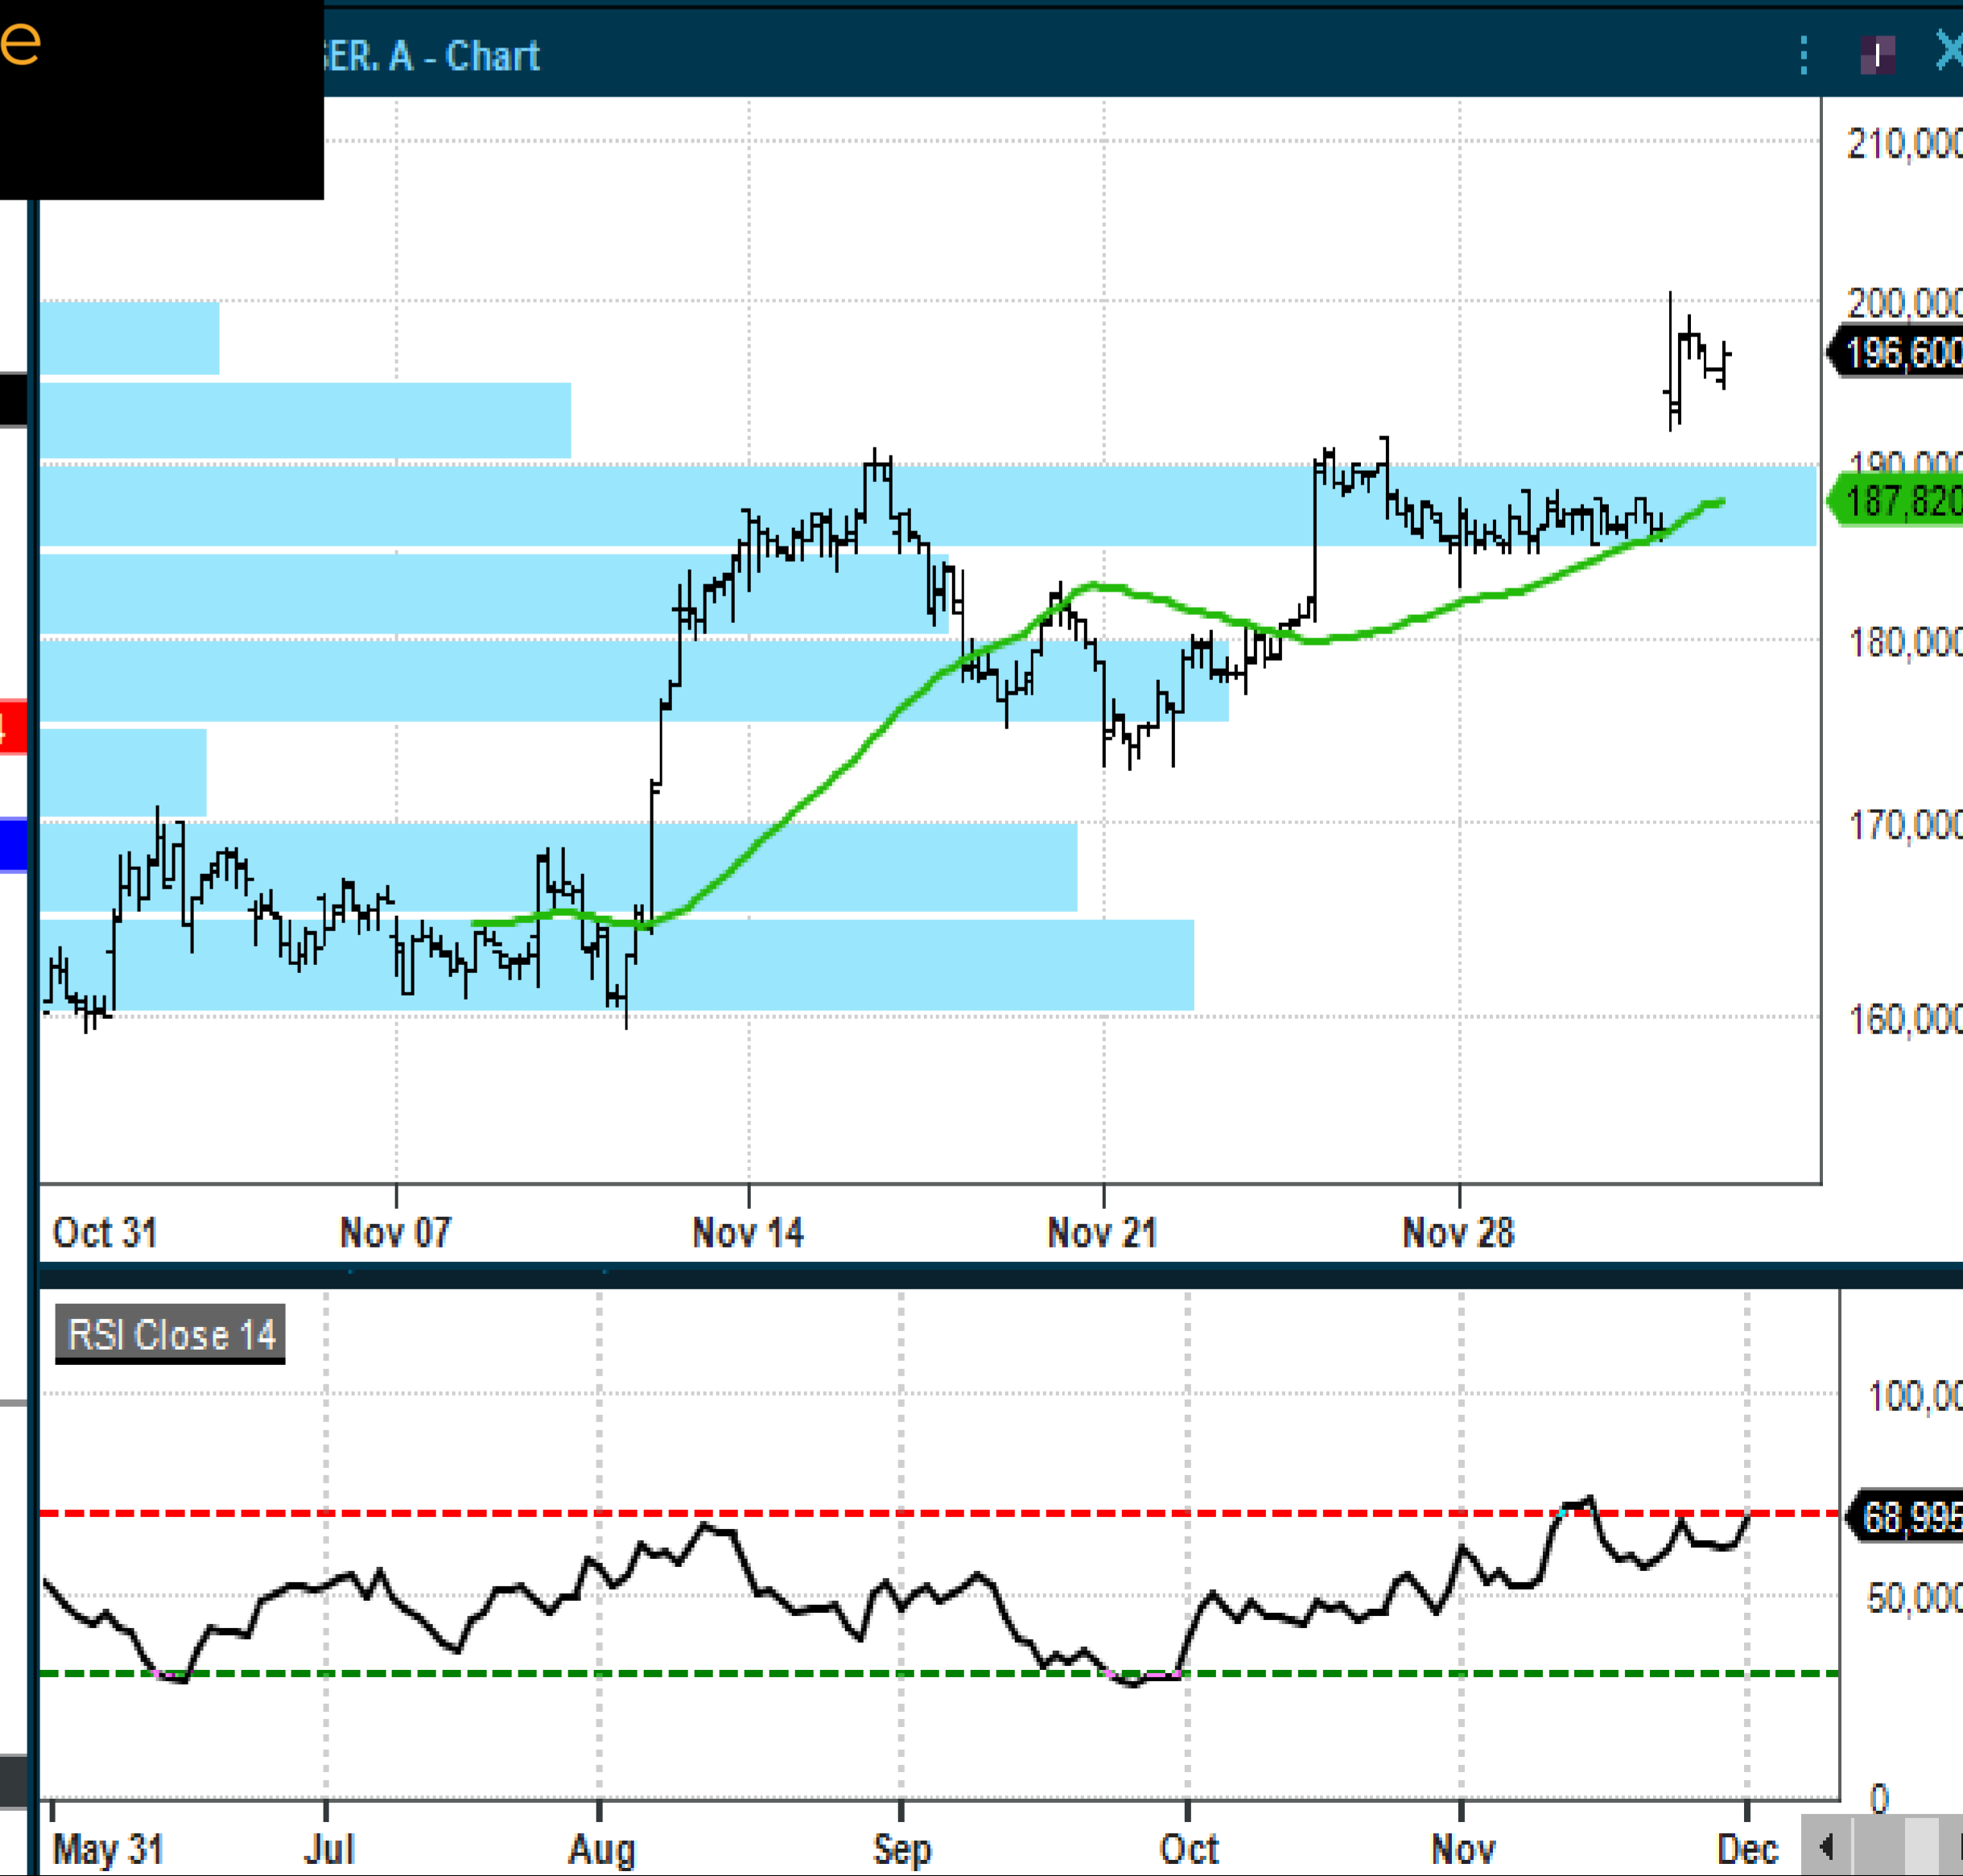 e
ER. A - Chart
210,000
200,000
196,600
190,000
187,820
180,000
170,000
160,000
Oct 31 Nov 07 Nov 14 Nov 21 Nov 28
RSI Close 14
100,00
68,995
50,000
0
May 31 Jul Aug Sep Oct Nov Dec